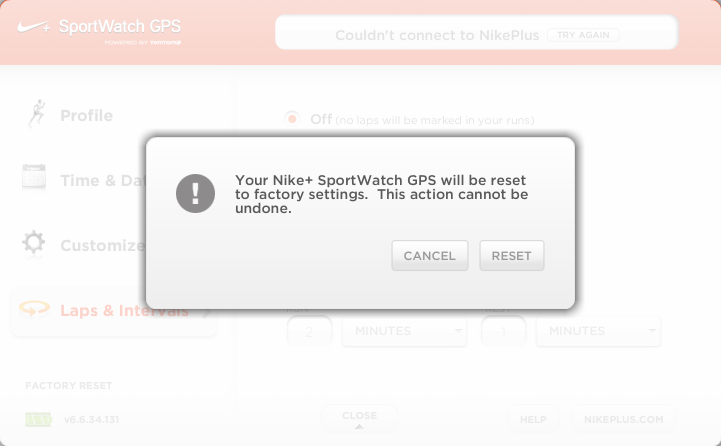 SportWatch GPS
POWERED BY TOMTOM
Couldn't connect to NikePlus TRY AGAIN
Profile
Off (no laps will be marked in your runs)
Time & Da
Customize
Your Nike+ SportWatch GPS will be reset
to factory settings. This action cannot be
undone.
CANCEL RESET
Laps & Intervals
2 MINUTES 1 MINUTES
FACTORY RESET
v6.6.34.131
CLOSE
HELP
NIKEPLUS.COM